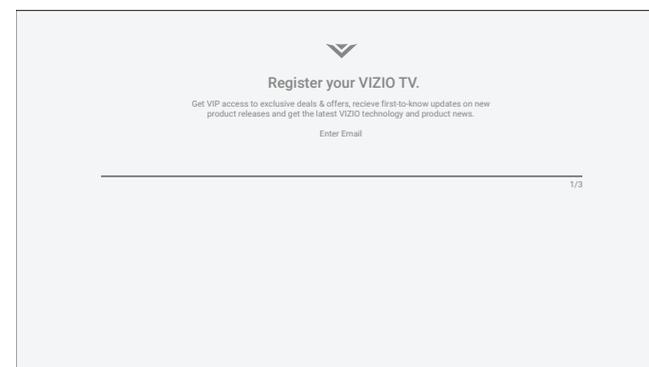 Register your VIZIO TV.
Get VIP access to exclusive deals & offers, recieve first-to-know updates on new
product releases and get the latest VIZIO technology and product news.
Enter Email
1/3